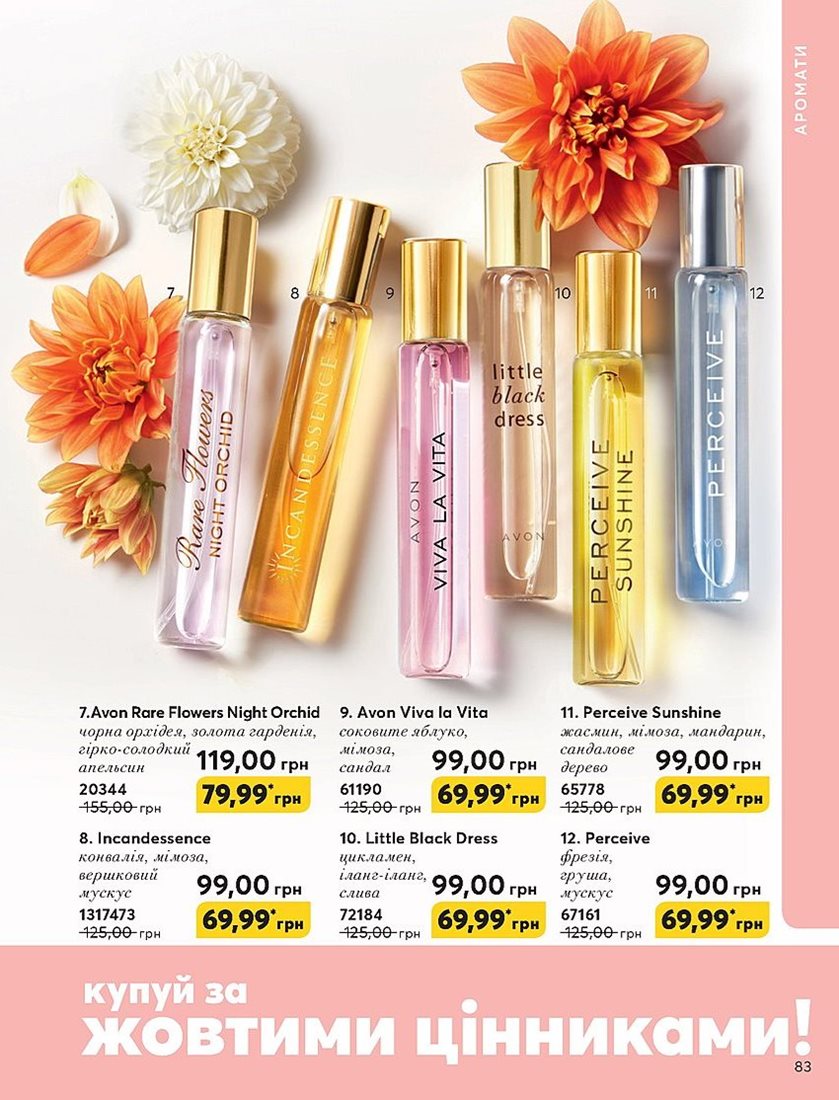 АРОМАТИ
7
8
9
10
11
12
Rare Flowers
NIGHT ORCHID
INCANDESSENCE
AVON
VIVA LA VITA
little
black
dress
AVON
PERCEIVE
SUNSHINE
PERCEIVE
7.Avon Rare Flowers Night Orchid
чорна орхідея, золота гарденія,
гірко-солодкий
апельсин
119,00 грн
20344
155,00 грн
79,99* грн
8. Incandessence
конвалія, мімоза,
вершковий
мускус
99,00 грн
1317473
125,00 грн
69,99* грн
9. Avon Viva la Vita
соковите яблуко,
мімоза,
сандал
99,00 грн
61190
125,00 грн
69,99* грн
10. Little Black Dress
цикламен,
іланг-іланг,
слива
99,00 грн
72184
125,00 грн
69,99* грн
11. Perceive Sunshine
жасмин, мімоза, мандарин,
сандалове
дерево
99,00 грн
65778
125,00 грн
69,99* грн
12. Perceive
фрезія,
груша,
мускус
99,00 грн
67161
125,00 грн
69,99* грн
купуй за
ЖОВТИМИ ЦІННИКАМИ!
83